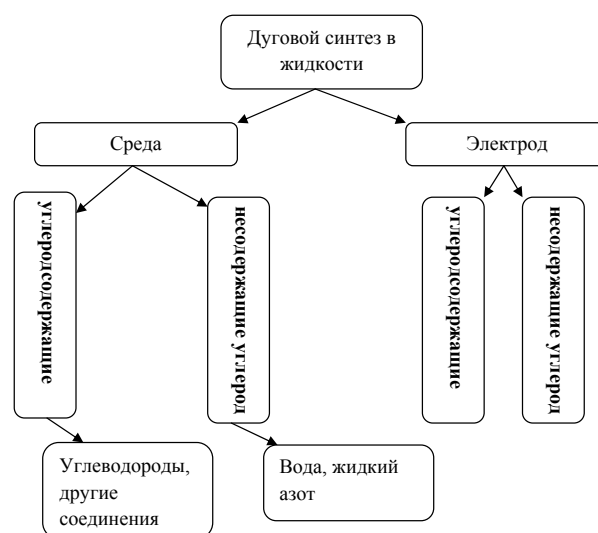 Дуговой синтез в
жидкости
Среда
Электрод
углеродсодержащие
несодержащие углерод
углеродсодержащие
несодержащие углерод
Углеводороды,
другие
соединения
Вода, жидкий
азот